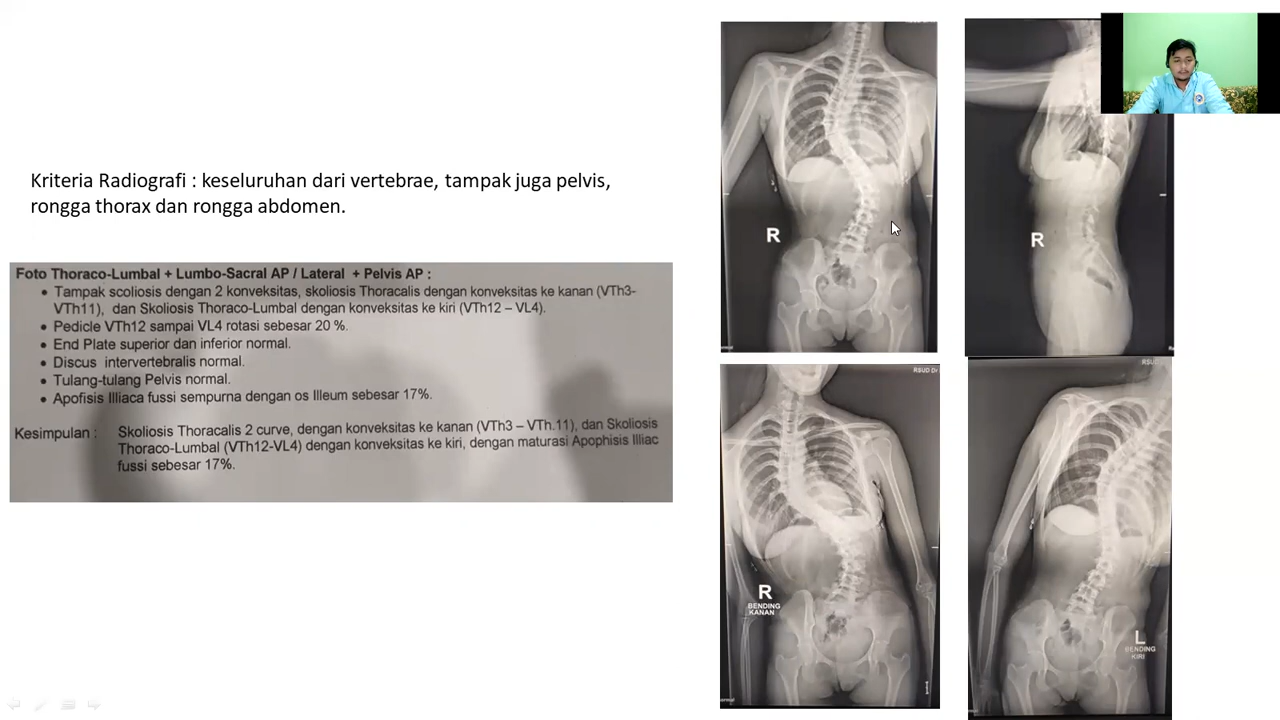 Kriteria Radiografi : keseluruhan dari vertebrae, tampak juga pelvis,
rongga thorax dan rongga abdomen.
Foto Thoraco-Lumbal + Lumbo-Sacral AP / Lateral + Pelvis AP :
• Tampak scoliosis dengan 2 konveksitas, skoliosis Thoracalis dengan konveksitas ke kanan (VTh3-
VTh11), dan Skoliosis Thoraco-Lumbal dengan konveksitas ke kiri (VTh12 – VL4).
• Pedicle VTh12 sampai VL4 rotasi sebesar 20 %.
• End Plate superior dan inferior normal.
• Discus intervertebralis normal.
• Tulang-tulang Pelvis normal.
• Apofisis Illiaca fussi sempurna dengan os Illeum sebesar 17%.
Kesimpulan : Skoliosis Thoracalis 2 curve, dengan konveksitas ke kanan (VTh3 – VTh.11), dan Skoliosis
Thoraco-Lumbal (VTh12-VL4) dengan konveksitas ke kiri, dengan maturasi Apophisis Illiac
fussi sebesar 17%.
R
R
RSUD Dr
R
BENDING
KANAN
RSUD
L
BENDING
KIRI